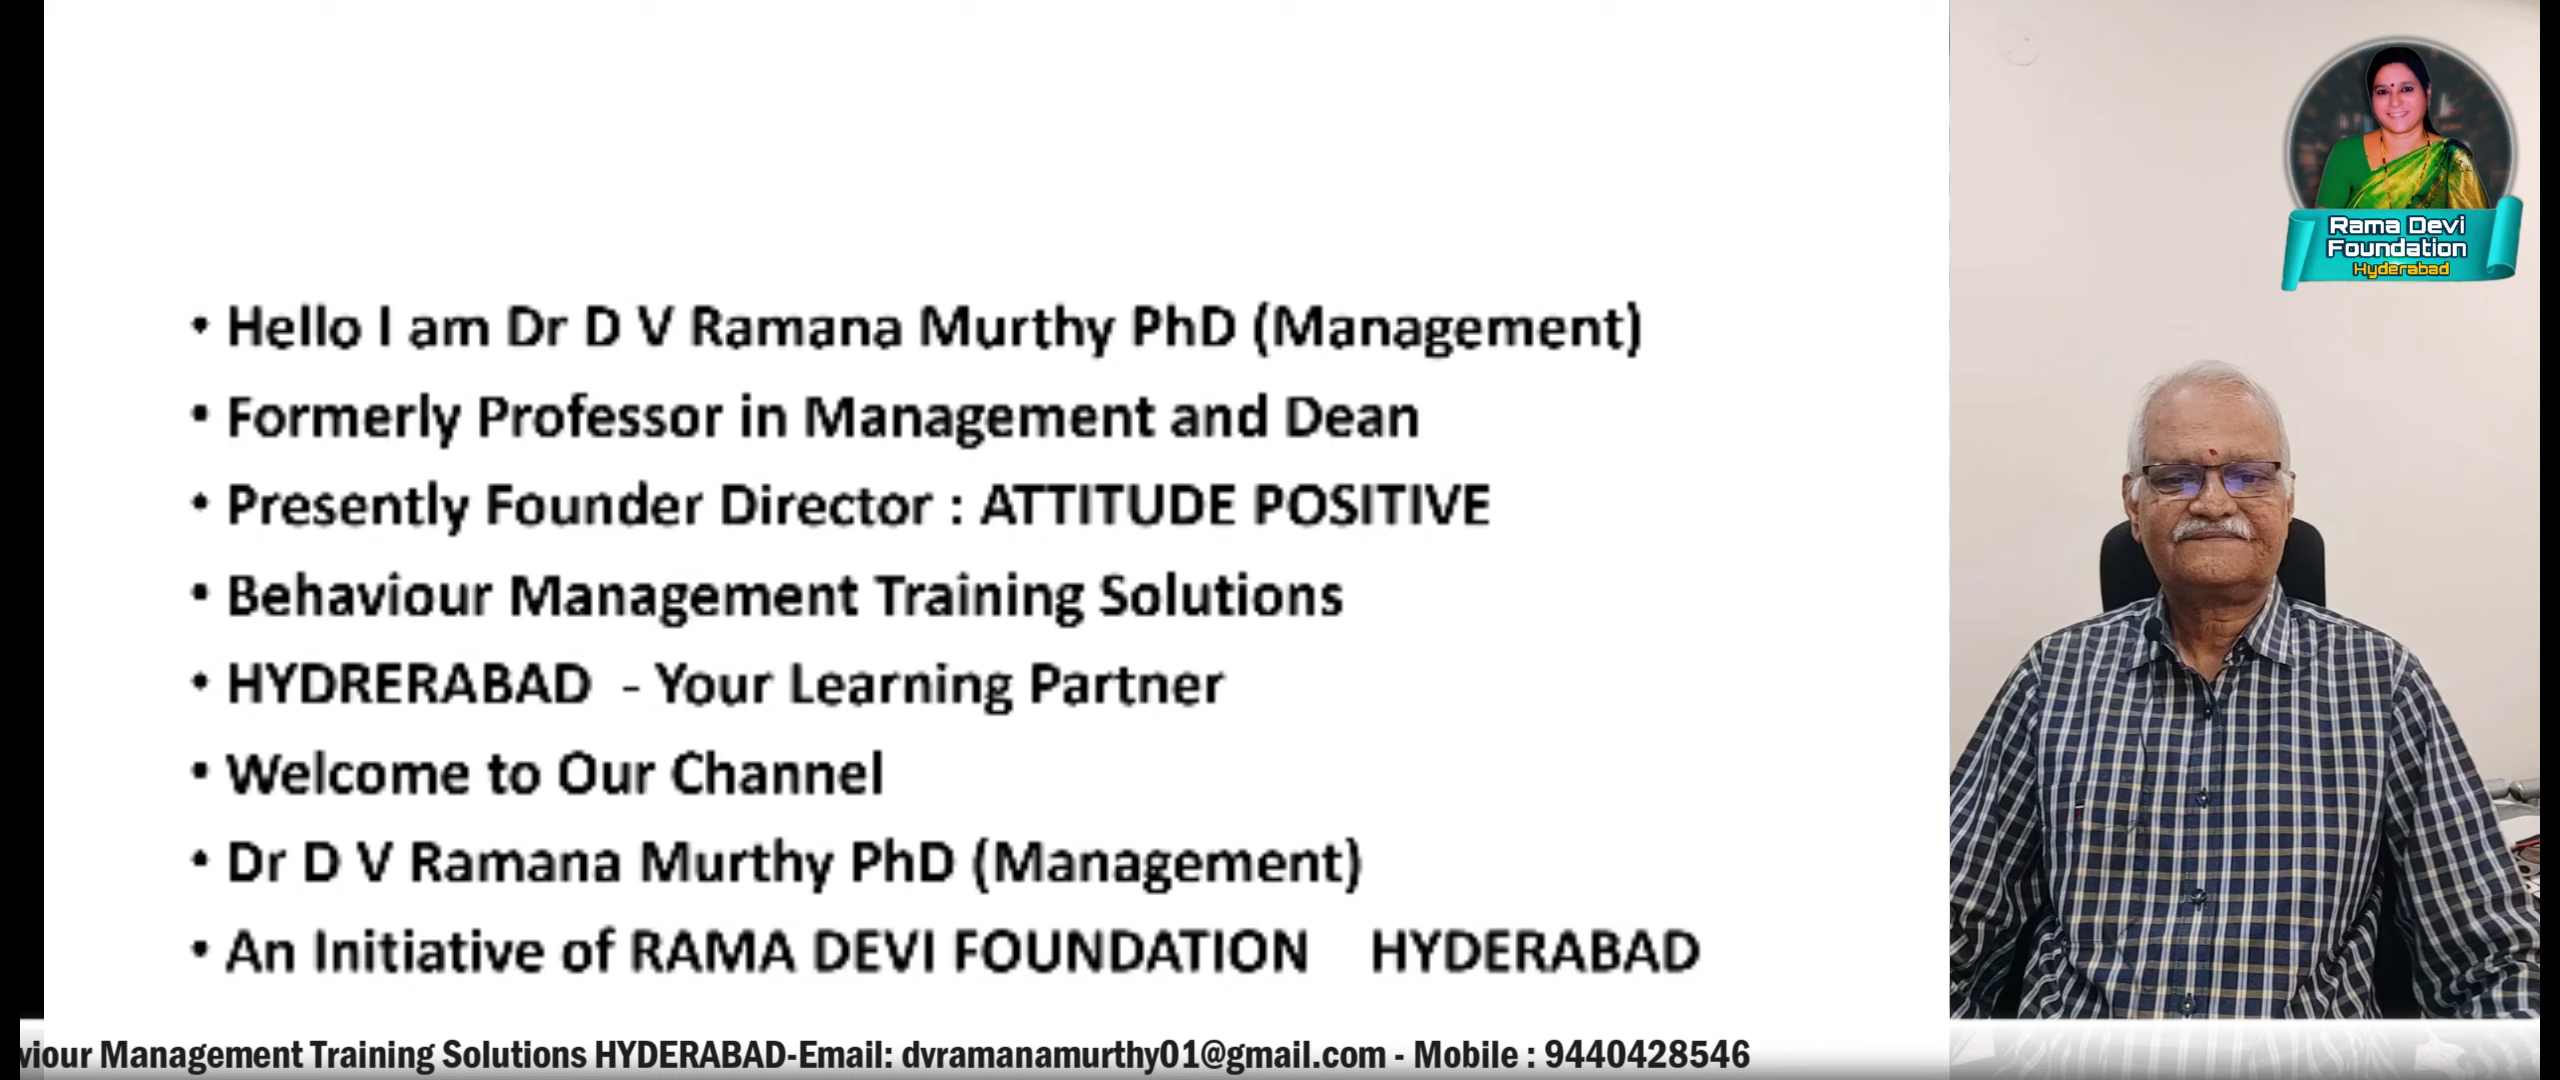 Rama Devi
Foundation
Hyderabad
• Hello I am Dr D V Ramana Murthy PhD (Management)
• Formerly Professor in Management and Dean
• Presently Founder Director : ATTITUDE POSITIVE
• Behaviour Management Training Solutions
• HYDRERABAD - Your Learning Partner
• Welcome to Our Channel
• Dr D V Ramana Murthy PhD (Management)
• An Initiative of RAMA DEVI FOUNDATION HYDERABAD
viour Management Training Solutions HYDERABAD-Email: dvramanamurthy01@gmail.com - Mobile : 9440428546